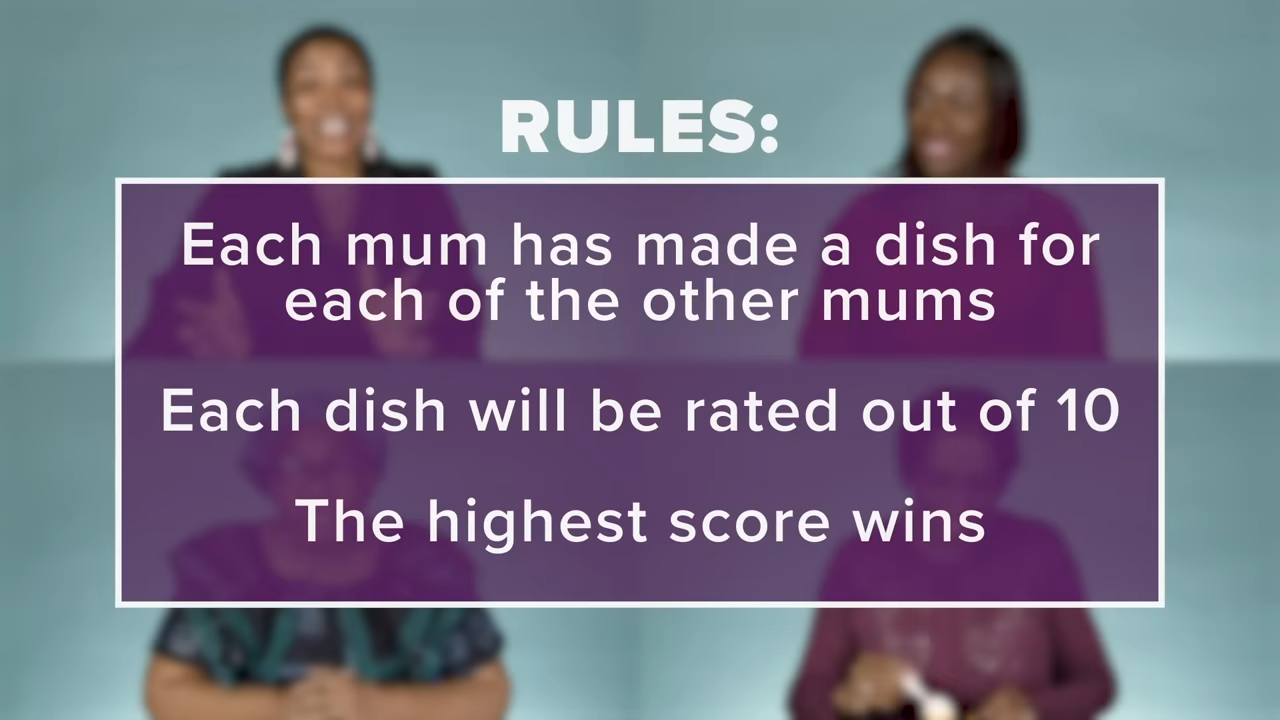 RULES:
Each mum has made a dish for
each of the other mums
Each dish will be rated out of 10
The highest score wins